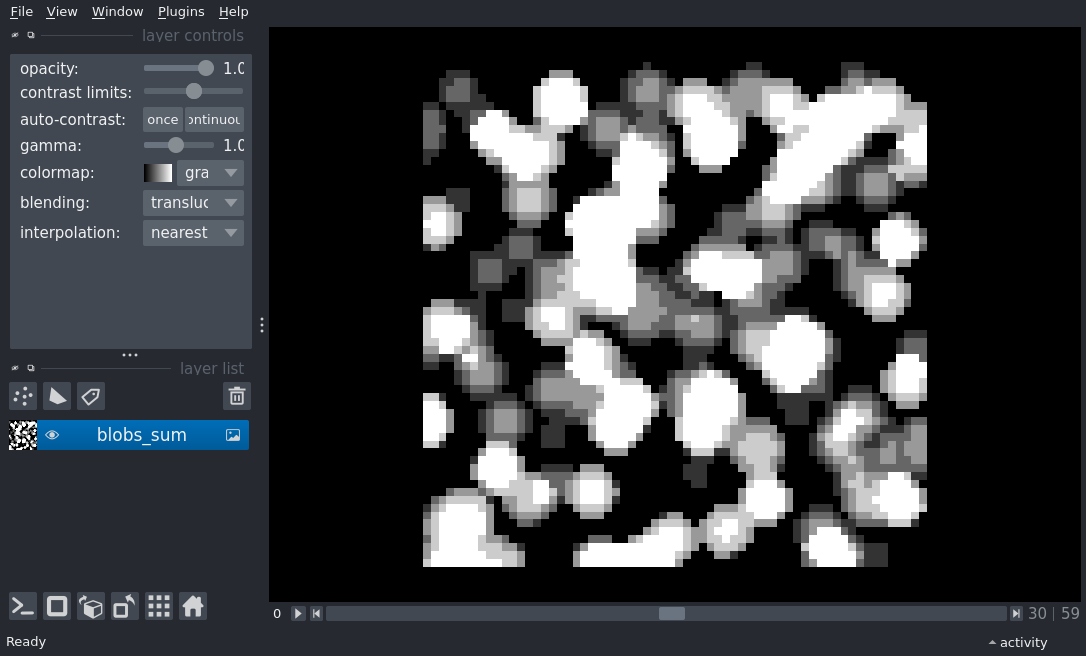 File View Window Plugins Help
layer controls
opacity: 1.0
contrast limits:
auto-contrast: once ontinuou
gamma: 1.0
colormap: gra
blending: transluc
interpolation: nearest
layer list
blobs_sum
0 30 | 59
Ready activity